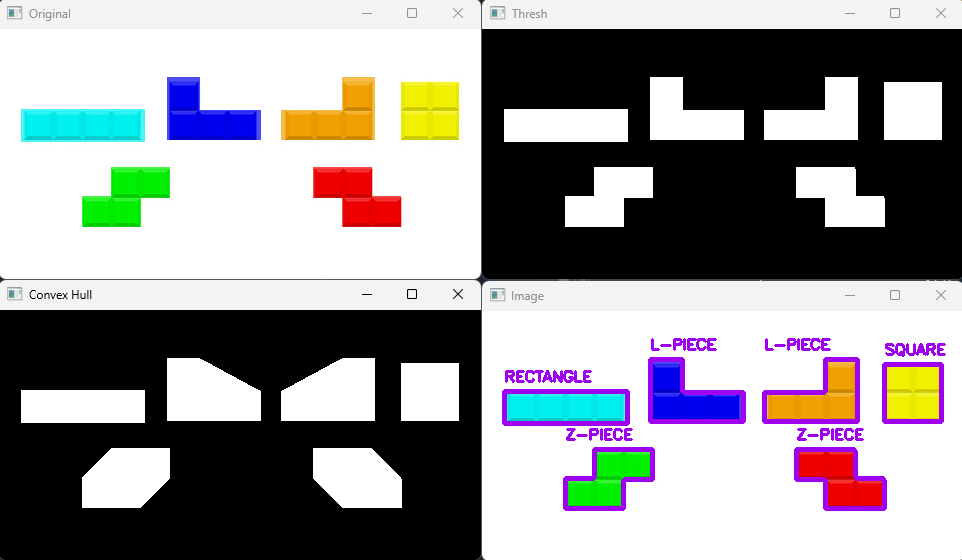 Original
Thresh
Convex Hull
Image
L-PIECE
L-PIECE
SQUARE
RECTANGLE
Z-PIECE
Z-PIECE